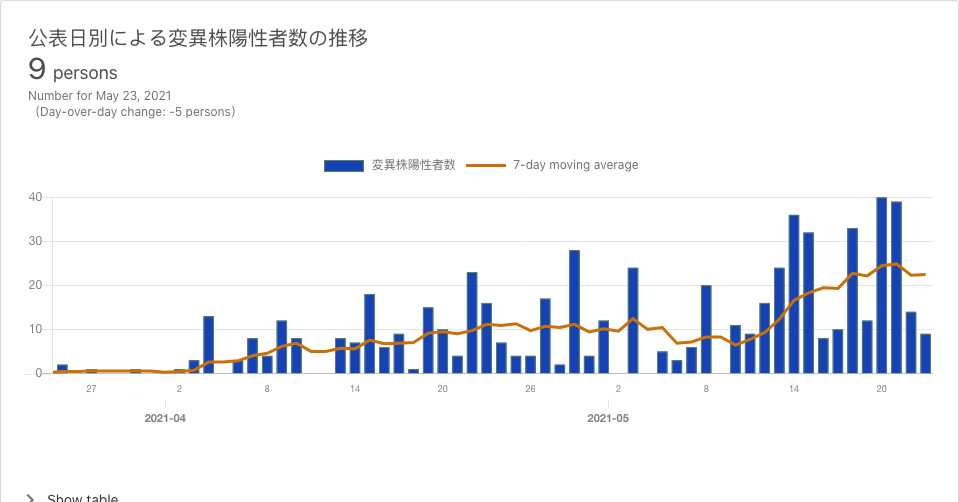 公表日別による変異株陽性者数の推移
9 persons
Number for May 23, 2021
（Day-over-day change: -5 persons）
変異株陽性者数 7-day moving average
40
30
20
10
0
27 2 8 14 20 26 2 8 14 20
2021-04 2021-05
Show table